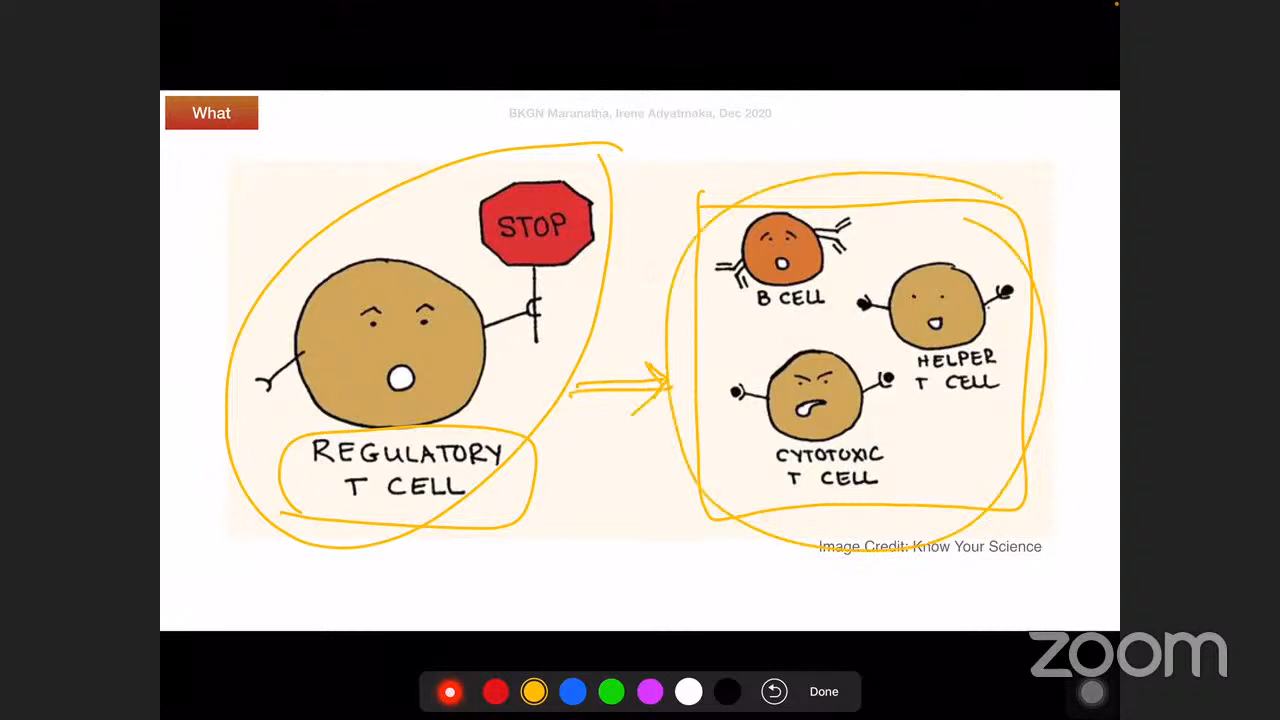 What
BKGN Maranatha, Irene Adyatmaka, Dec 2020
STOP
REGULATORY
T CELL
B CELL
HELPER
T CELL
CYTOTOXIC
T CELL
Image Credit: Know Your Science
zoom
Done